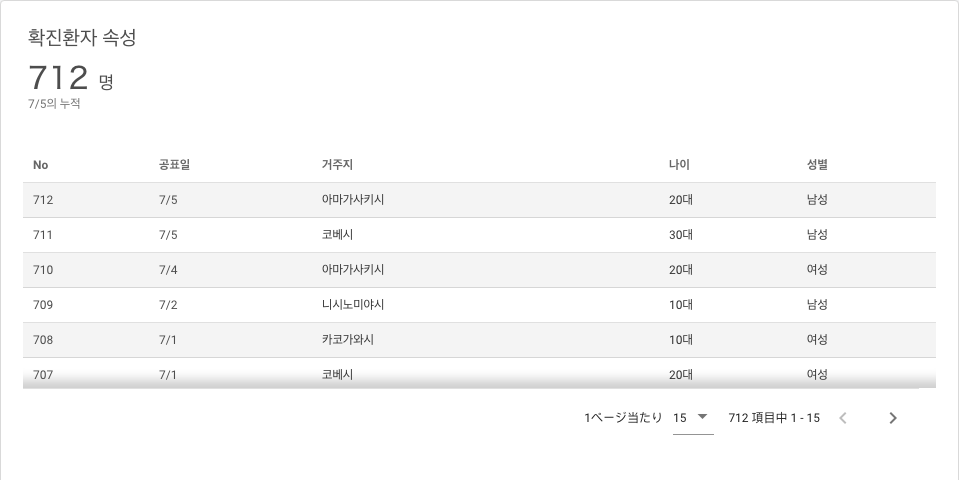 확진환자 속성
712 명
7/5의 누적
No 공표일 거주지 나이 성별
712 7/5 아마가사키시 20대 남성
711 7/5 코베시 30대 남성
710 7/4 아마가사키시 20대 여성
709 7/2 니시노미야시 10대 남성
708 7/1 카코가와시 10대 여성
707 7/1 코베시 20대 여성
1ページ当たり 15 712 項目中 1 - 15